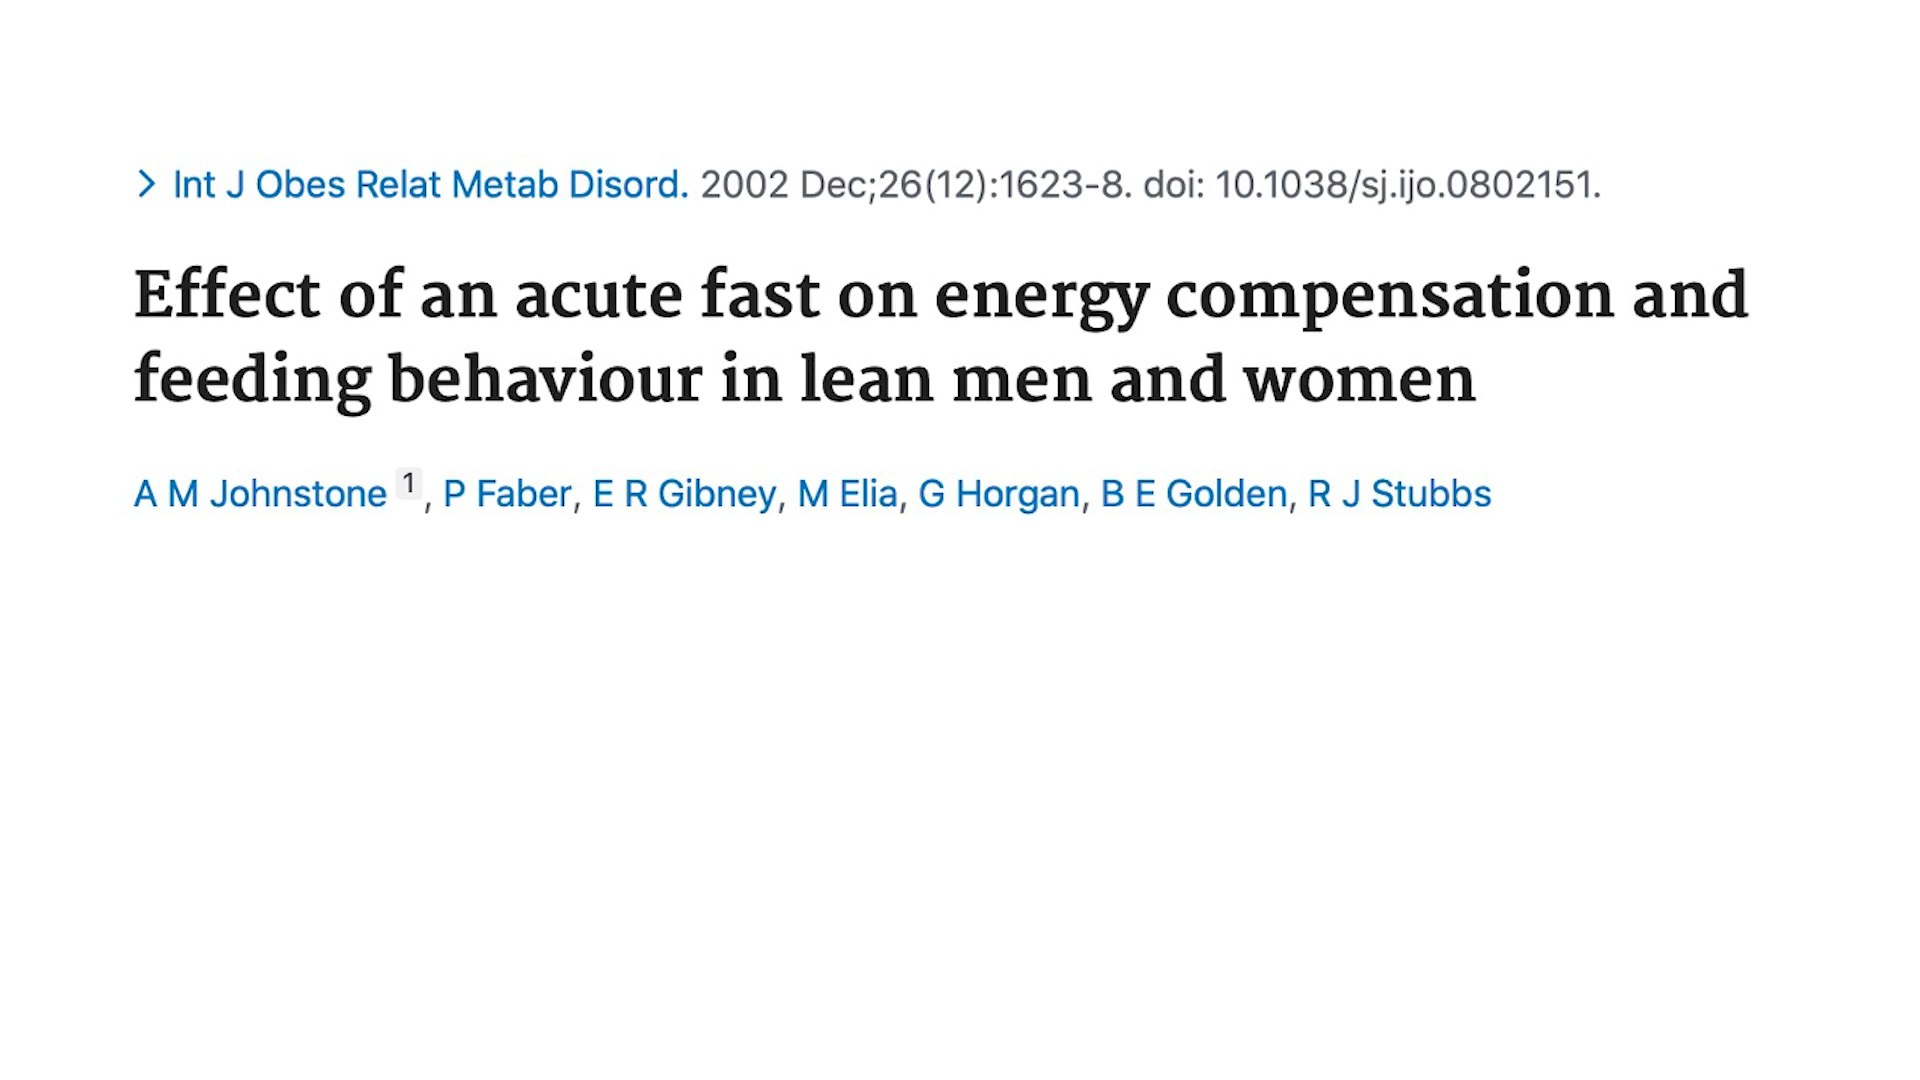 > Int J Obes Relat Metab Disord. 2002 Dec;26(12):1623-8. doi: 10.1038/sj.ijo.0802151.
Effect of an acute fast on energy compensation and
feeding behaviour in lean men and women
A M Johnstone 1, P Faber, E R Gibney, M Elia, G Horgan, B E Golden, R J Stubbs